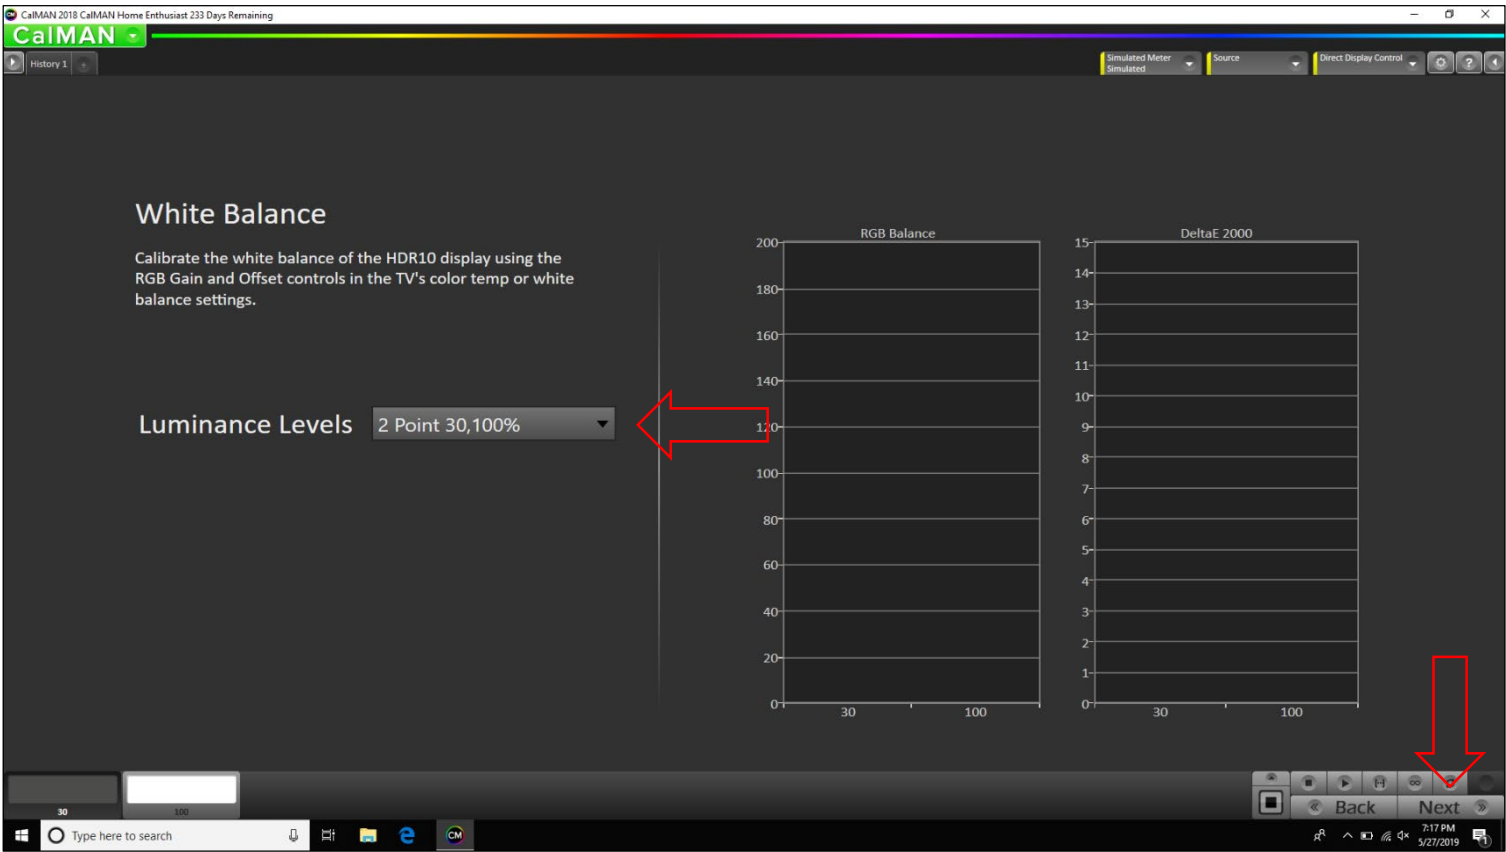 CalMAN 2018 CalMAN Home Enthusiast 233 Days Remaining
CalMAN
History 1
Simulated Meter
Simulated
Source
Direct Display Control
?
White Balance
Calibrate the white balance of the HDR10 display using the
RGB Gain and Offset controls in the TV's color temp or white
balance settings.
Luminance Levels
2 Point 30,100%
RGB Balance
200
180
160
140
120
100
80
60
40
20
0
30
100
DeltaE 2000
15
14
13
12
11
10
9
8
7
6
5
4
3
2
1
0
30
100
30
100
Back
Next
Type here to search
CM
7:17 PM
5/27/2019
1